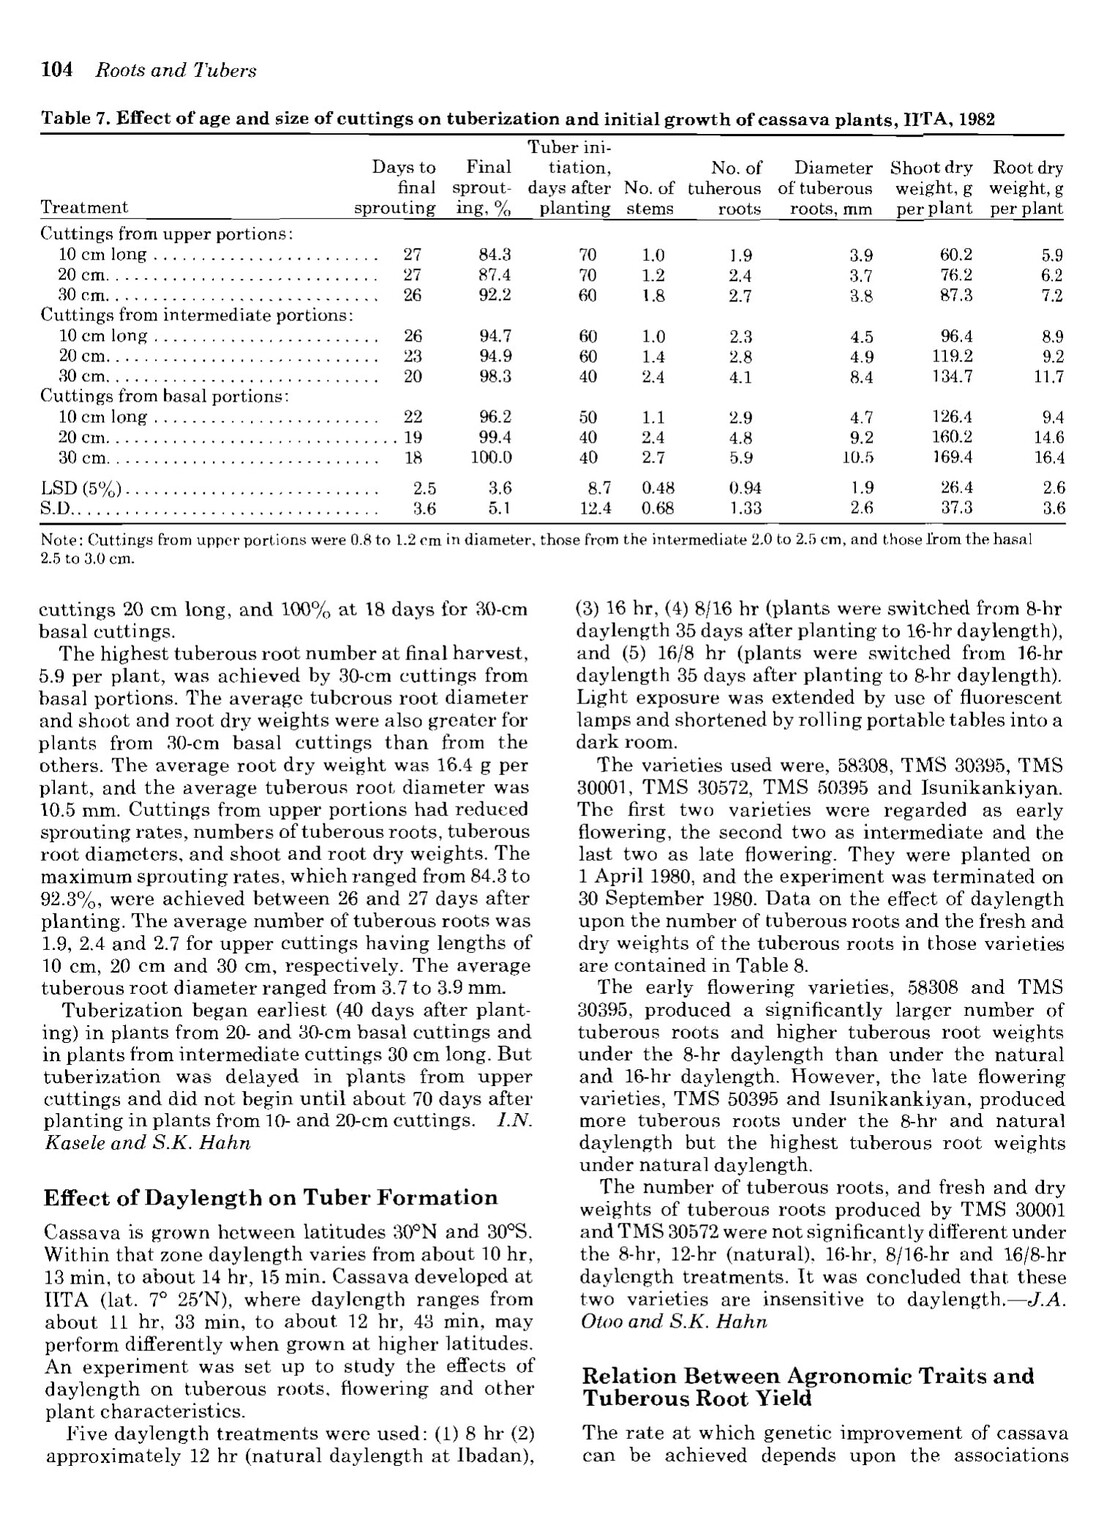 104 Roots and Tubers
Table 7. Effect of age and size of cuttings on tuberization and initial growth of cassava plants, IITA, 1982
Treatment Days to final sprouting Final sprout-ing, % Tuber ini-tiation, days after planting No. of stems No. of tuherous roots Diameter of tuberous roots, mm Shoot dry weight, g per plant Root dry weight, g per plant
Cuttings from upper portions:
10 cm long ........................ 27 84.3 70 1.0 1.9 3.9 60.2 5.9
20 cm............................. 27 87.4 70 1.2 2.4 3.7 76.2 6.2
30 cm............................. 26 92.2 60 1.8 2.7 3.8 87.3 7.2
Cuttings from intermediate portions:
10 cm long ........................ 26 94.7 60 1.0 2.3 4.5 96.4 8.9
20 cm............................. 23 94.9 60 1.4 2.8 4.9 119.2 9.2
30 cm............................. 20 98.3 40 2.4 4.1 8.4 134.7 11.7
Cuttings from basal portions:
10 cm long ........................ 22 96.2 50 1.1 2.9 4.7 126.4 9.4
20 cm............................... 19 99.4 40 2.4 4.8 9.2 160.2 14.6
30 cm............................. 18 100.0 40 2.7 5.9 10.5 169.4 16.4
LSD (5%)........................... 2.5 3.6 8.7 0.48 0.94 1.9 26.4 2.6
S.D................................. 3.6 5.1 12.4 0.68 1.33 2.6 37.3 3.6
Note: Cuttings from upper portions were 0.8 to 1.2 cm in diameter, those from the intermediate 2.0 to 2.5 cm, and those from the hasal
2.5 to 3.0 cm.
cuttings 20 cm long, and 100% at 18 days for 30-cm
basal cuttings.
The highest tuberous root number at final harvest,
5.9 per plant, was achieved by 30-cm cuttings from
basal portions. The average tuberous root diameter
and shoot and root dry weights were also greater for
plants from 30-cm basal cuttings than from the
others. The average root dry weight was 16.4 g per
plant, and the average tuberous root diameter was
10.5 mm. Cuttings from upper portions had reduced
sprouting rates, numbers of tuberous roots, tuberous
root diameters, and shoot and root dry weights. The
maximum sprouting rates, which ranged from 84.3 to
92.3%, were achieved between 26 and 27 days after
planting. The average number of tuberous roots was
1.9, 2.4 and 2.7 for upper cuttings having lengths of
10 cm, 20 cm and 30 cm, respectively. The average
tuberous root diameter ranged from 3.7 to 3.9 mm.
Tuberization began earliest (40 days after plant-
ing) in plants from 20- and 30-cm basal cuttings and
in plants from intermediate cuttings 30 cm long. But
tuberization was delayed in plants from upper
cuttings and did not begin until about 70 days after
planting in plants from 10- and 20-cm cuttings. I.N.
Kasele and S.K. Hahn
Effect of Daylength on Tuber Formation
Cassava is grown between latitudes 30°N and 30°S.
Within that zone daylength varies from about 10 hr,
13 min, to about 14 hr, 15 min. Cassava developed at
IITA (lat. 7° 25′N), where daylength ranges from
about 11 hr, 33 min, to about 12 hr, 43 min, may
perform differently when grown at higher latitudes.
An experiment was set up to study the effects of
daylength on tuberous roots, flowering and other
plant characteristics.
Five daylength treatments were used: (1) 8 hr (2)
approximately 12 hr (natural daylength at Ibadan),
(3) 16 hr, (4) 8/16 hr (plants were switched from 8-hr
daylength 35 days after planting to 16-hr daylength),
and (5) 16/8 hr (plants were switched from 16-hr
daylength 35 days after planting to 8-hr daylength).
Light exposure was extended by use of fluorescent
lamps and shortened by rolling portable tables into a
dark room.
The varieties used were, 58308, TMS 30395, TMS
30001, TMS 30572, TMS 50395 and Isunikankiyan.
The first two varieties were regarded as early
flowering, the second two as intermediate and the
last two as late flowering. They were planted on
1 April 1980, and the experiment was terminated on
30 September 1980. Data on the effect of daylength
upon the number of tuberous roots and the fresh and
dry weights of the tuberous roots in those varieties
are contained in Table 8.
The early flowering varieties, 58308 and TMS
30395, produced a significantly larger number of
tuberous roots and higher tuberous root weights
under the 8-hr daylength than under the natural
and 16-hr daylength. However, the late flowering
varieties, TMS 50395 and Isunikankiyan, produced
more tuberous roots under the 8-hr and natural
daylength but the highest tuberous root weights
under natural daylength.
The number of tuberous roots, and fresh and dry
weights of tuberous roots produced by TMS 30001
and TMS 30572 were not significantly different under
the 8-hr, 12-hr (natural), 16-hr, 8/16-hr and 16/8-hr
daylength treatments. It was concluded that these
two varieties are insensitive to daylength.—J.A.
Otoo and S.K. Hahn
Relation Between Agronomic Traits and
Tuberous Root Yield
The rate at which genetic improvement of cassava
can be achieved depends upon the associations